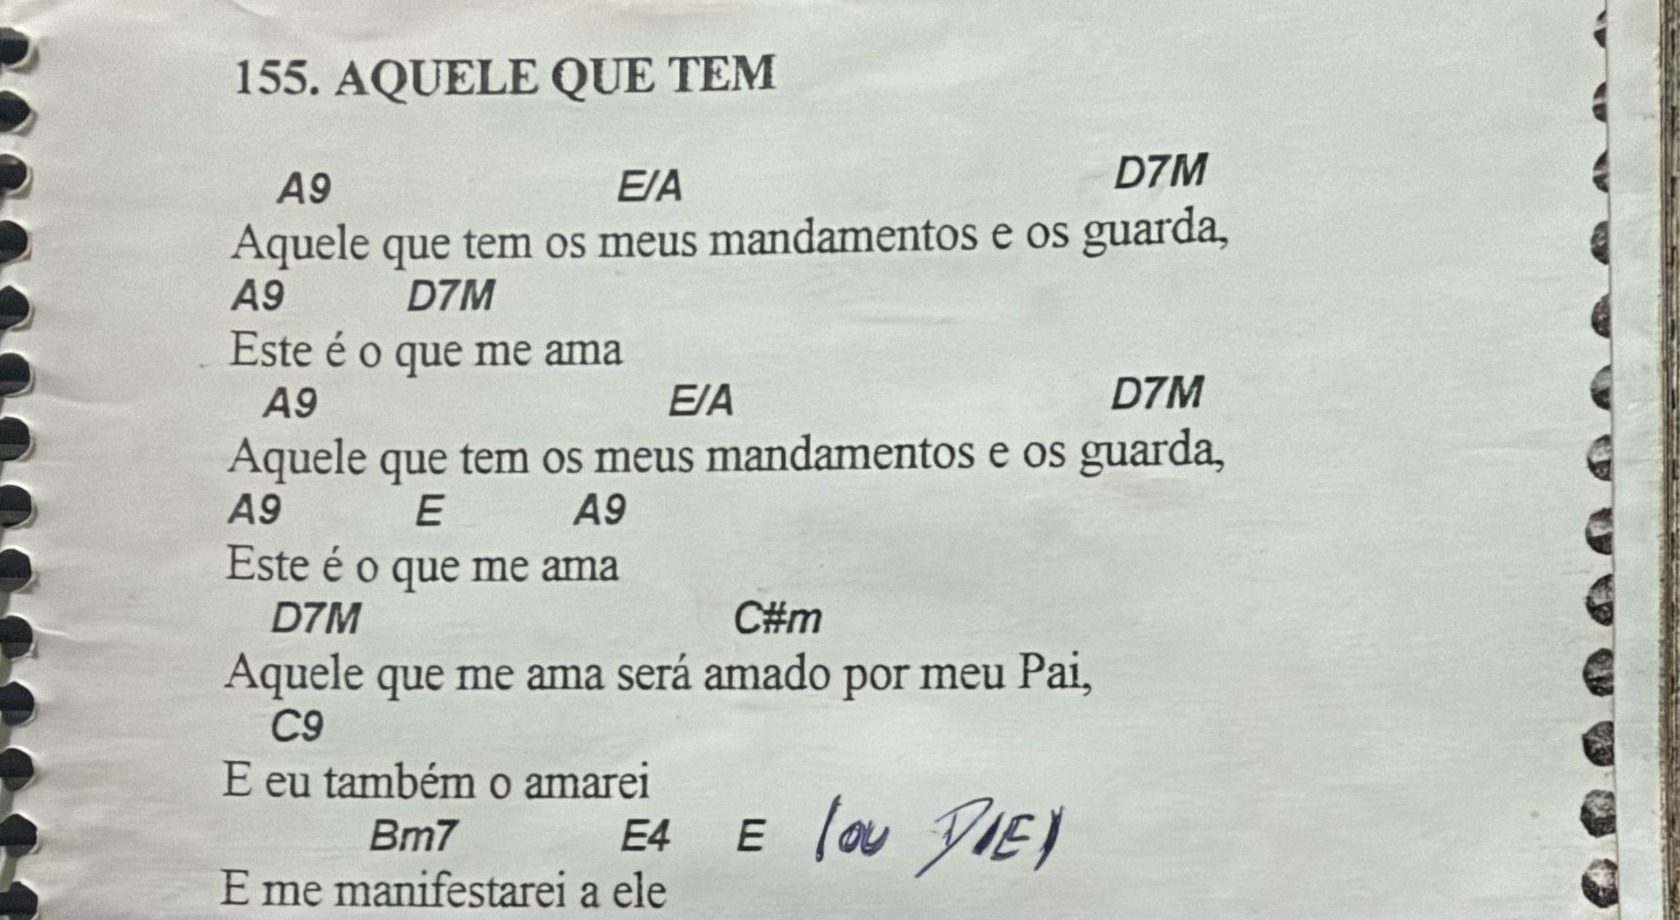 155. AQUELE QUE TEM
A9 E/A D7M
Aquele que tem os meus mandamentos e os guarda,
A9 D7M
Este é o que me ama
A9 E/A D7M
Aquele que tem os meus mandamentos e os guarda,
A9 E A9
Este é o que me ama
D7M C#m
Aquele que me ama será amado por meu Pai,
C9
E eu também o amarei
Bm7 E4 E (ou D/E)
E me manifestarei a ele